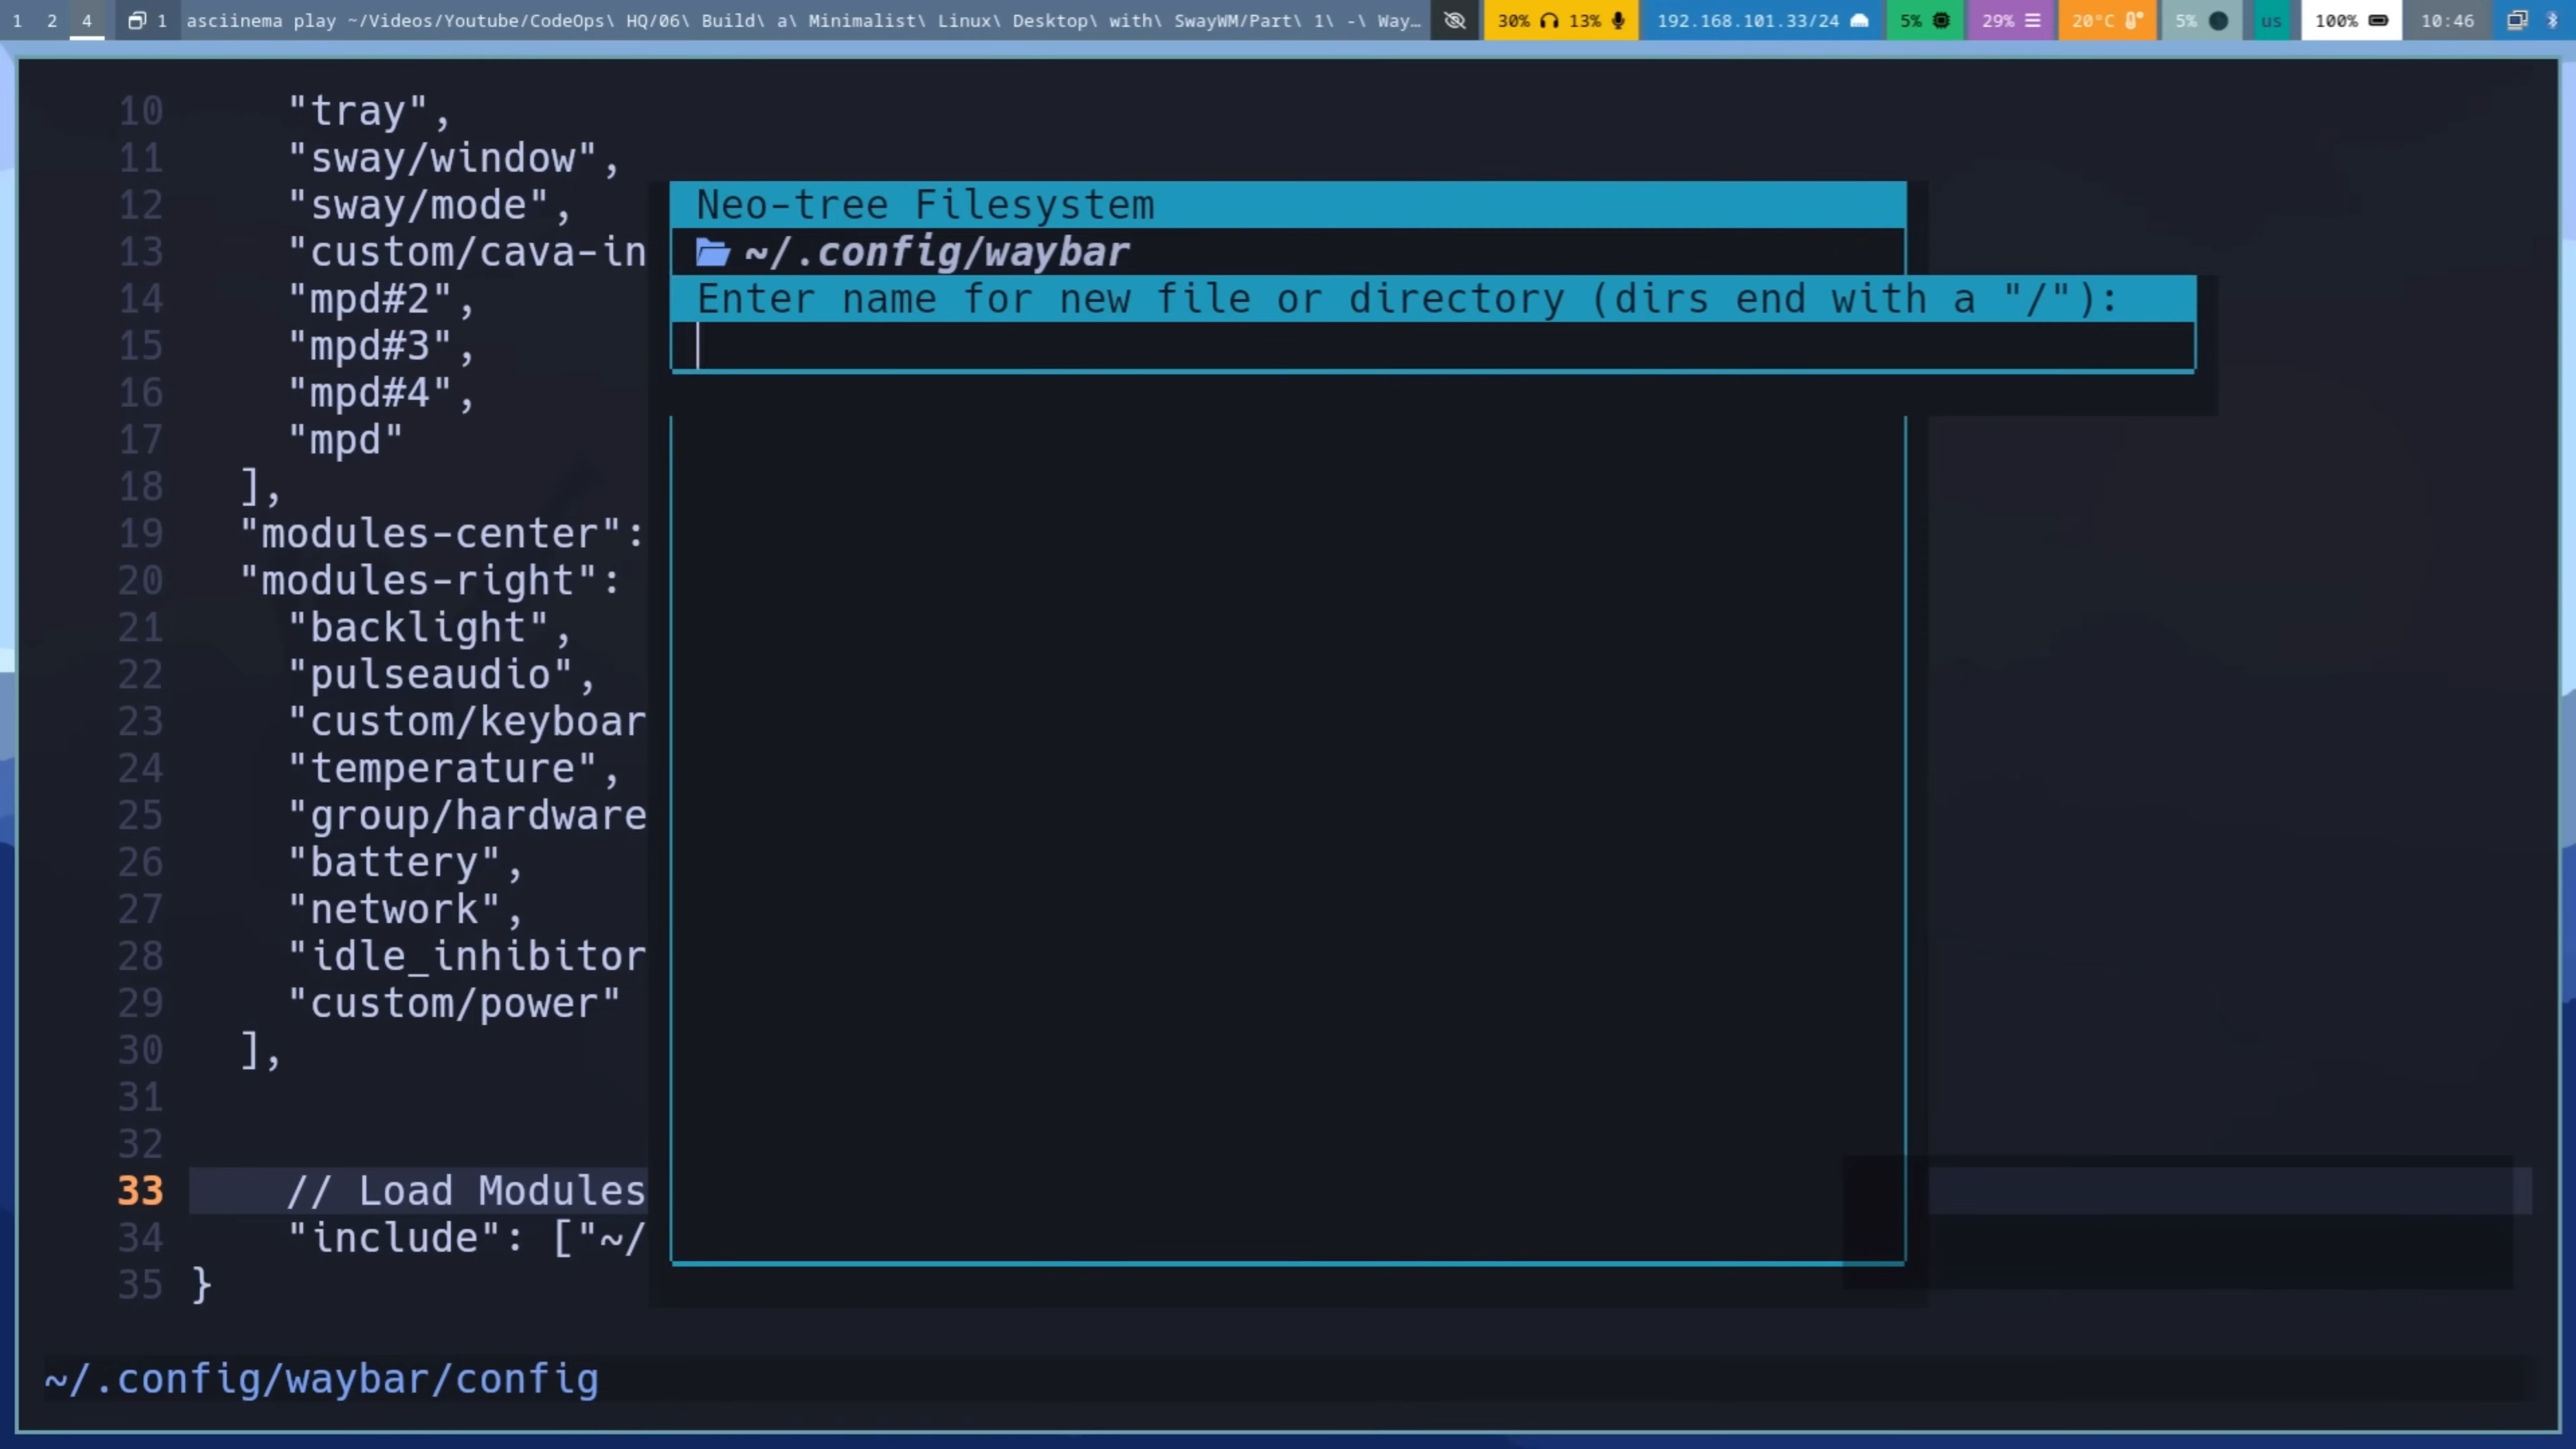 1 2 4 1 asciinema play ~/Videos/Youtube/CodeOps\ HQ/06\ Build\ a\ Minimalist\ Linux\ Desktop\ with\ SwayWM/Part\ 1\ -\ Way… 30% 13% 192.168.101.33/24 5% 29% 20°C 5% us 100% 10:46
10 "tray",
11 "sway/window",
12 "sway/mode",
13 "custom/cava-in
14 "mpd#2",
15 "mpd#3",
16 "mpd#4",
17 "mpd"
18 ],
19 "modules-center":
20 "modules-right":
21 "backlight",
22 "pulseaudio",
23 "custom/keyboar
24 "temperature",
25 "group/hardware
26 "battery",
27 "network",
28 "idle_inhibitor
29 "custom/power"
30 ],
31
32
33 // Load Modules
34 "include": ["~/
35 }
Neo-tree Filesystem
~/.config/waybar
Enter name for new file or directory (dirs end with a "/"):
~/.config/waybar/config